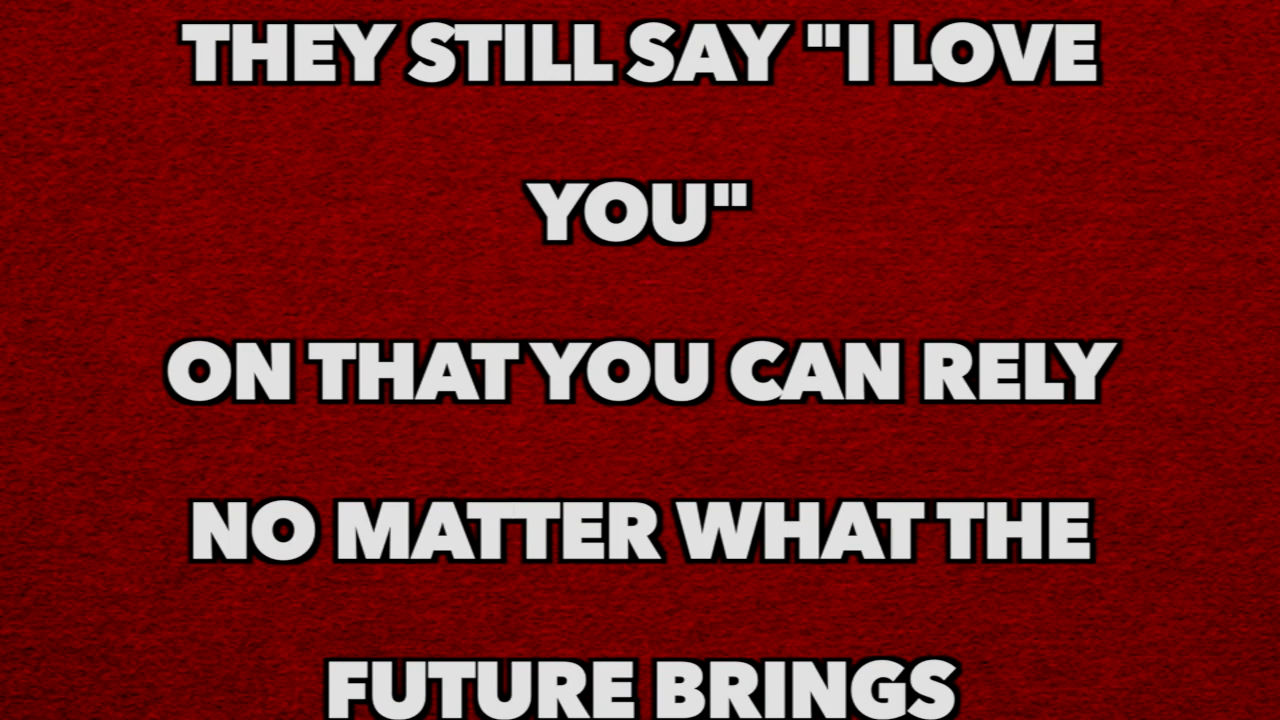 THEY STILL SAY "I LOVE
YOU"
ON THAT YOU CAN RELY
NO MATTER WHAT THE
FUTURE BRINGS